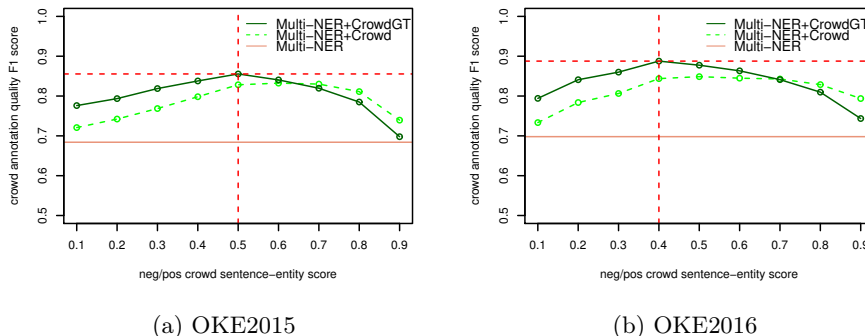 Multi−NER+CrowdGT
Multi−NER+Crowd
Multi−NER
crowd annotation quality F1 score
1.0
0.9
0.8
0.7
0.6
0.5
0.1 0.2 0.3 0.4 0.5 0.6 0.7 0.8 0.9
neg/pos crowd sentence−entity score
(a) OKE2015
Multi−NER+CrowdGT
Multi−NER+Crowd
Multi−NER
crowd annotation quality F1 score
1.0
0.9
0.8
0.7
0.6
0.5
0.1 0.2 0.3 0.4 0.5 0.6 0.7 0.8 0.9
neg/pos crowd sentence−entity score
(b) OKE2016